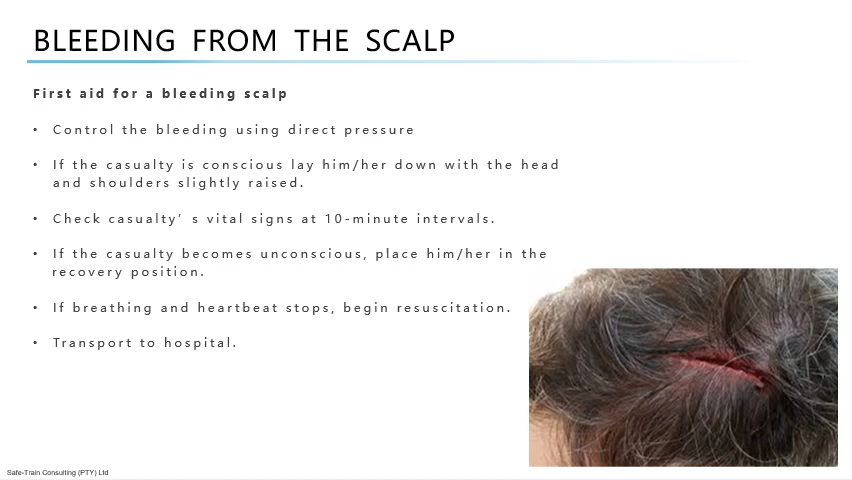 BLEEDING FROM THE SCALP
First aid for a bleeding scalp
• Control the bleeding using direct pressure
• If the casualty is conscious lay him/her down with the head
and shoulders slightly raised.
• Check casualty’ s vital signs at 10-minute intervals.
• If the casualty becomes unconscious, place him/her in the
recovery position.
• If breathing and heartbeat stops, begin resuscitation.
• Transport to hospital.
Safe-Train Consulting (PTY) Ltd